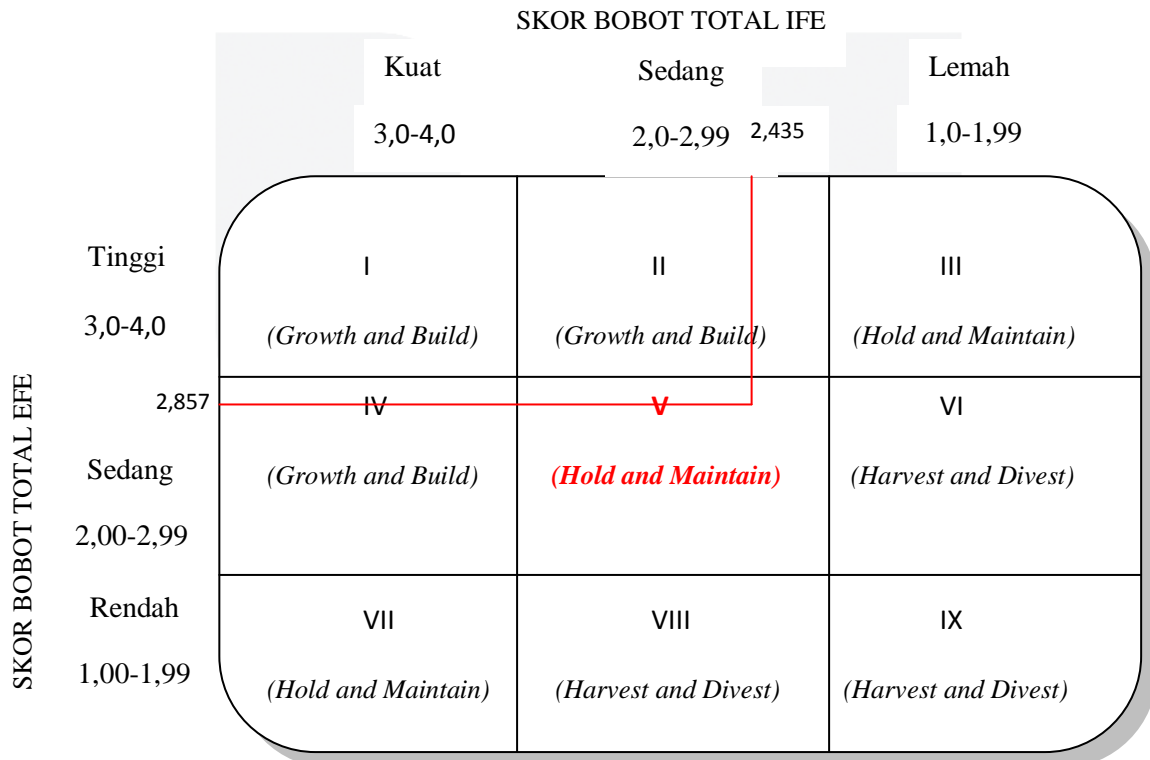 SKOR BOBOT TOTAL IFE
Kuat Sedang Lemah
3,0-4,0 2,0-2,99 2,435 1,0-1,99
Tinggi I II III
3,0-4,0 (Growth and Build) (Growth and Build) (Hold and Maintain)
SKOR BOBOT TOTAL EFE
2,857 IV V VI
Sedang (Growth and Build) (Hold and Maintain) (Harvest and Divest)
2,00-2,99
Rendah VII VIII IX
1,00-1,99 (Hold and Maintain) (Harvest and Divest) (Harvest and Divest)